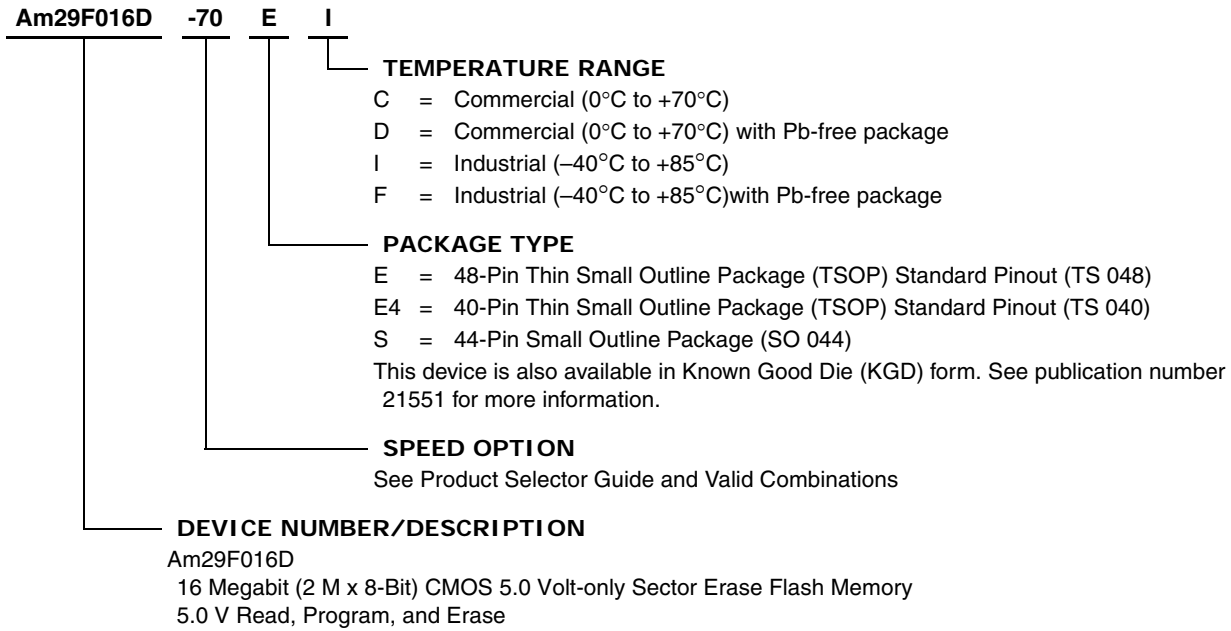 Am29F016D -70 E I
TEMPERATURE RANGE
C = Commercial (0°C to +70°C)
D = Commercial (0°C to +70°C) with Pb-free package
I = Industrial (–40°C to +85°C)
F = Industrial (–40°C to +85°C)with Pb-free package
PACKAGE TYPE
E = 48-Pin Thin Small Outline Package (TSOP) Standard Pinout (TS 048)
E4 = 40-Pin Thin Small Outline Package (TSOP) Standard Pinout (TS 040)
S = 44-Pin Small Outline Package (SO 044)
This device is also available in Known Good Die (KGD) form. See publication number
21551 for more information.
SPEED OPTION
See Product Selector Guide and Valid Combinations
DEVICE NUMBER/DESCRIPTION
Am29F016D
16 Megabit (2 M x 8-Bit) CMOS 5.0 Volt-only Sector Erase Flash Memory
5.0 V Read, Program, and Erase